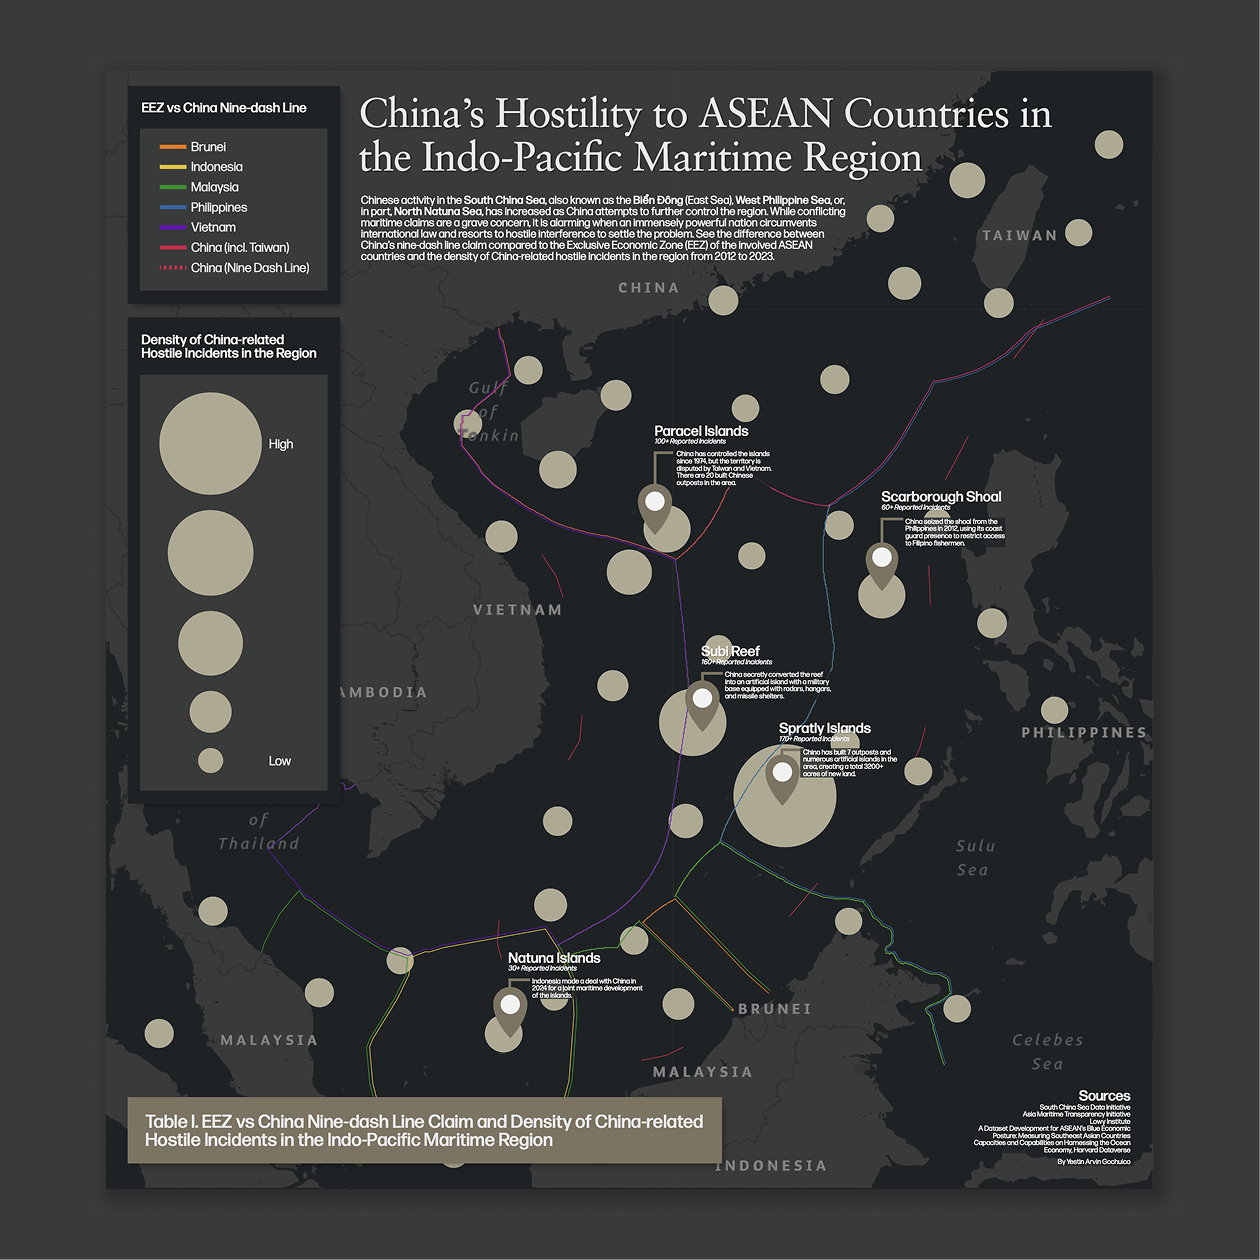 EEZ vs China Nine-dash Line
Brunei
Indonesia
Malaysia
Philippines
Vietnam
China (incl. Taiwan)
China (Nine Dash Line)
Density of China-related
Hostile Incidents in the Region
High
Low
China's Hostility to ASEAN Countries in
the Indo-Pacific Maritime Region
Chinese activity in the South China Sea, also known as the Biển Đông (East Sea), West Philippine Sea, or,
in part, North Natuna Sea, has increased as China attempts to further control the region. While conflicting
maritime claims are a grave concern, it is alarming when an immensely powerful nation circumvents
international law and resorts to hostile interference to settle the problem. See the difference between
China's nine-dash line claim compared to the Exclusive Economic Zone (EEZ) of the involved ASEAN
countries and the density of China-related hostile incidents in the region from 2012 to 2023.
TAIWAN
CHINA
Gulf
of
Tonkin
Paracel Islands
100+ Reported Incidents
China has controlled the islands
since 1974, but the territory is
disputed by Taiwan and Vietnam.
There are 20 built Chinese
outposts in the area.
Scarborough Shoal
60+ Reported Incidents
China seized the shoal from the
Philippines in 2012, using its coast
guard presence to restrict access
to Filipino fishermen.
VIETNAM
Subi Reef
160+ Reported Incidents
China secretly converted the reef
into an artificial island with a military
base equipped with radars, hangars,
and missile shelters.
AMBODIA
Spratly Islands
170+ Reported Incidents
China has built 7 outposts and
numerous artificial islands in the
area, creating a total 3200+
acres of new land.
PHILIPPINES
of
Thailand
Sulu
Sea
Natuna Islands
30+ Reported Incidents
Indonesia made a deal with China in
2024 for a joint maritime development
of the islands.
BRUNEI
MALAYSIA
MALAYSIA
Celebes
Sea
Table I. EEZ vs China Nine-dash Line Claim and Density of China-related
Hostile Incidents in the Indo-Pacific Maritime Region
INDONESIA
Sources
South China Sea Data Initiative
Asia Maritime Transparency Initiative
Lowy Institute
A Dataset Development for ASEAN's Blue Economic
Posture: Measuring Southeast Asian Countries
Capacities and Capabilities on Harnessing the Ocean
Economy, Harvard Dataverse
By Yestin Arvin Gochuico